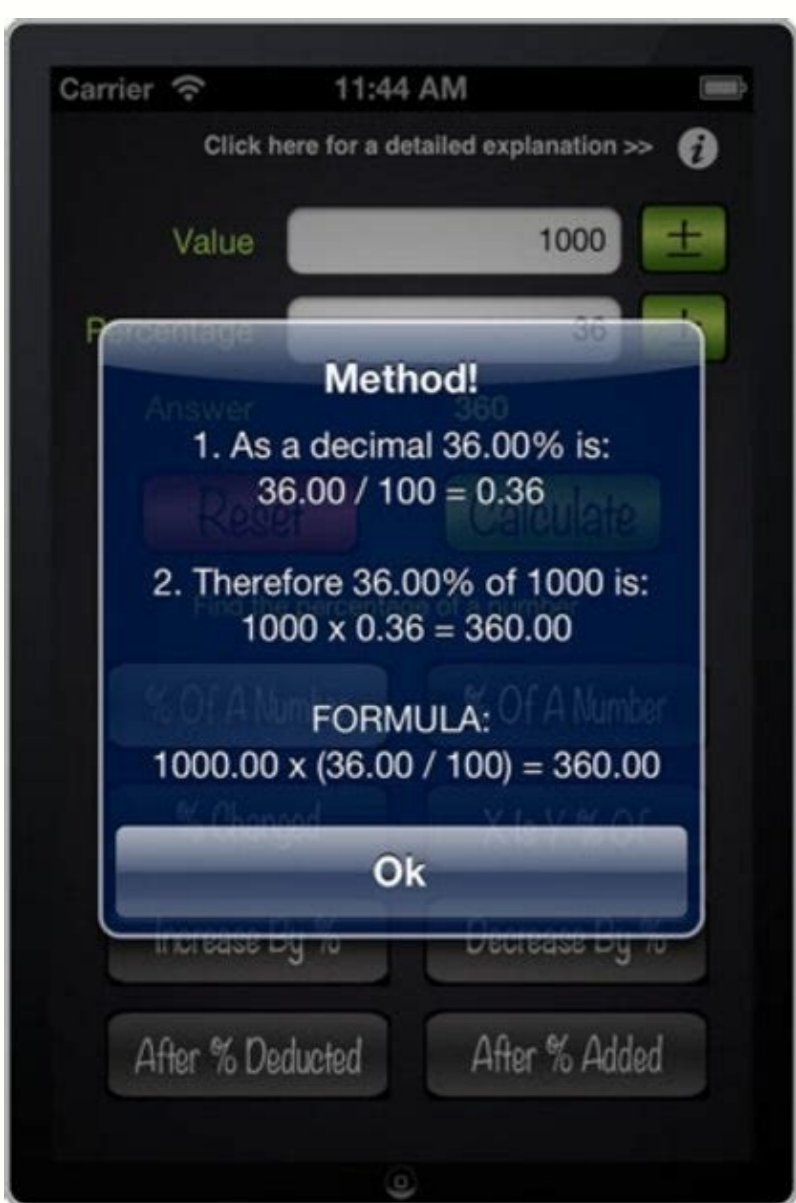 Carrier 11:44 AM
Click here for a detailed explanation >> i
Value 1000 ±
Percentage 36 ±
Method!
Answer 360
1. As a decimal 36.00% is:
36.00 / 100 = 0.36
Reset Calculate
2. Therefore 36.00% of 1000 is:
Find the percentage of a number
1000 x 0.36 = 360.00
% Of A Number % Of A Number
FORMULA:
1000.00 x (36.00 / 100) = 360.00
% Changed X Is Y % Of
Ok
Increase By % Decrease By %
After % Deducted After % Added